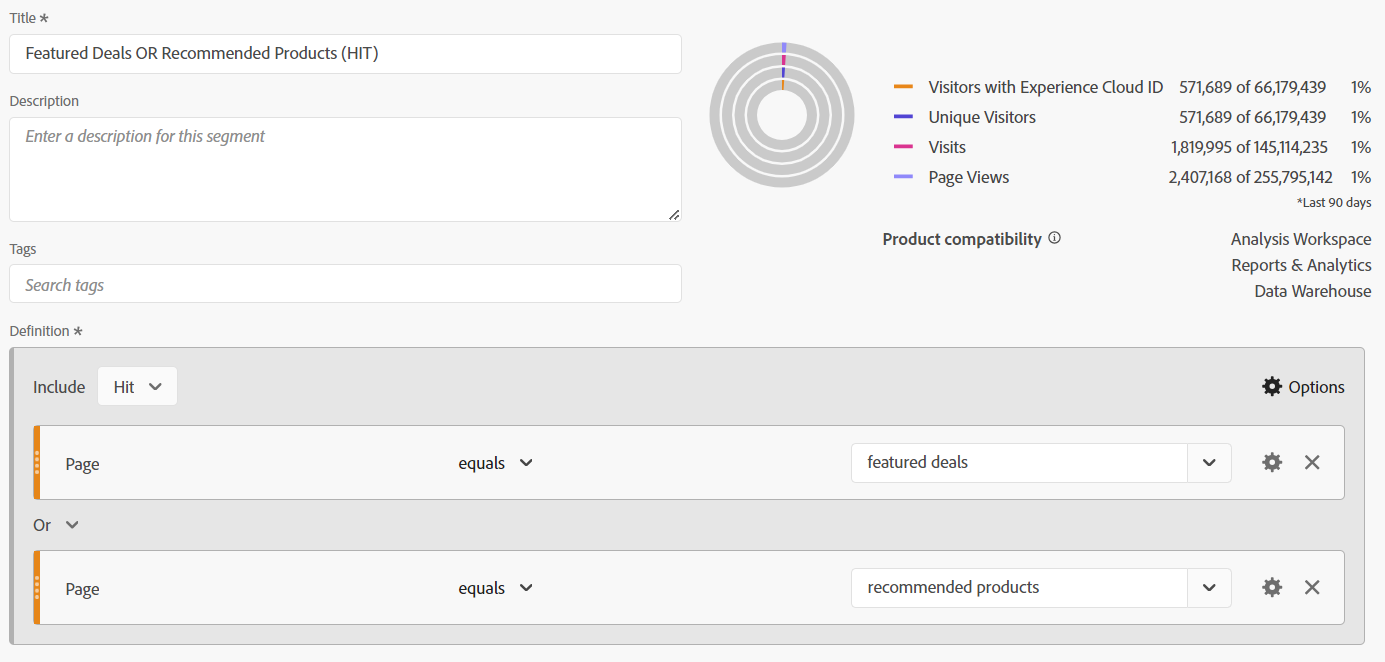 Title *
Featured Deals OR Recommended Products (HIT)
Description
Enter a description for this segment
Tags
Search tags
Visitors with Experience Cloud ID 571,689 of 66,179,439 1%
Unique Visitors 571,689 of 66,179,439 1%
Visits 1,819,995 of 145,114,235 1%
Page Views 2,407,168 of 255,795,142 1%
*Last 90 days
Product compatibility Analysis Workspace
Reports & Analytics
Data Warehouse
Definition *
Include Hit Options
Page equals featured deals
Or
Page equals recommended products